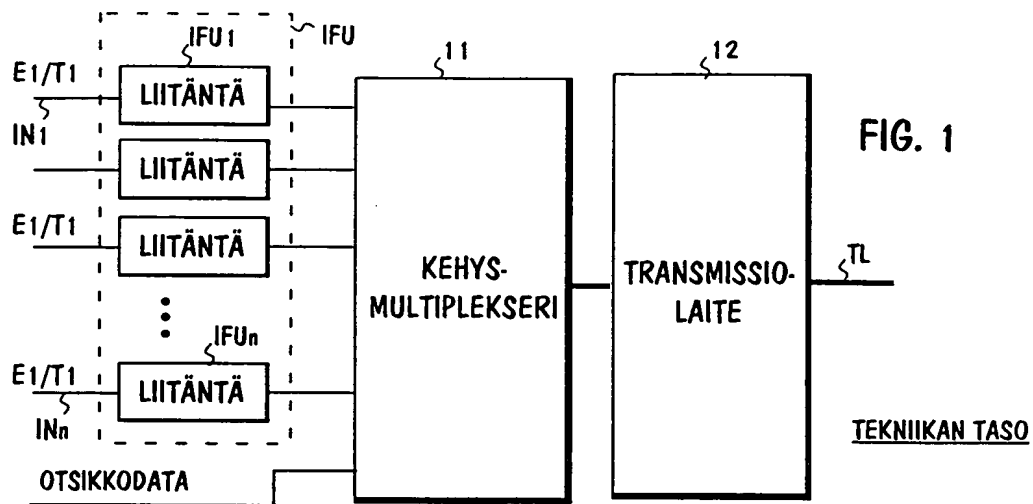 IFU
IFU1
11
12
E1/T1
LIITÄNTÄ
IN1
FIG. 1
LIITÄNTÄ
E1/T1
LIITÄNTÄ
KEHYS-
MULTIPLEKSERI
TRANSMISSIO-
LAITE
TL
IFUn
E1/T1
LIITÄNTÄ
INn
TEKNIIKAN TASO
OTSIKKODATA